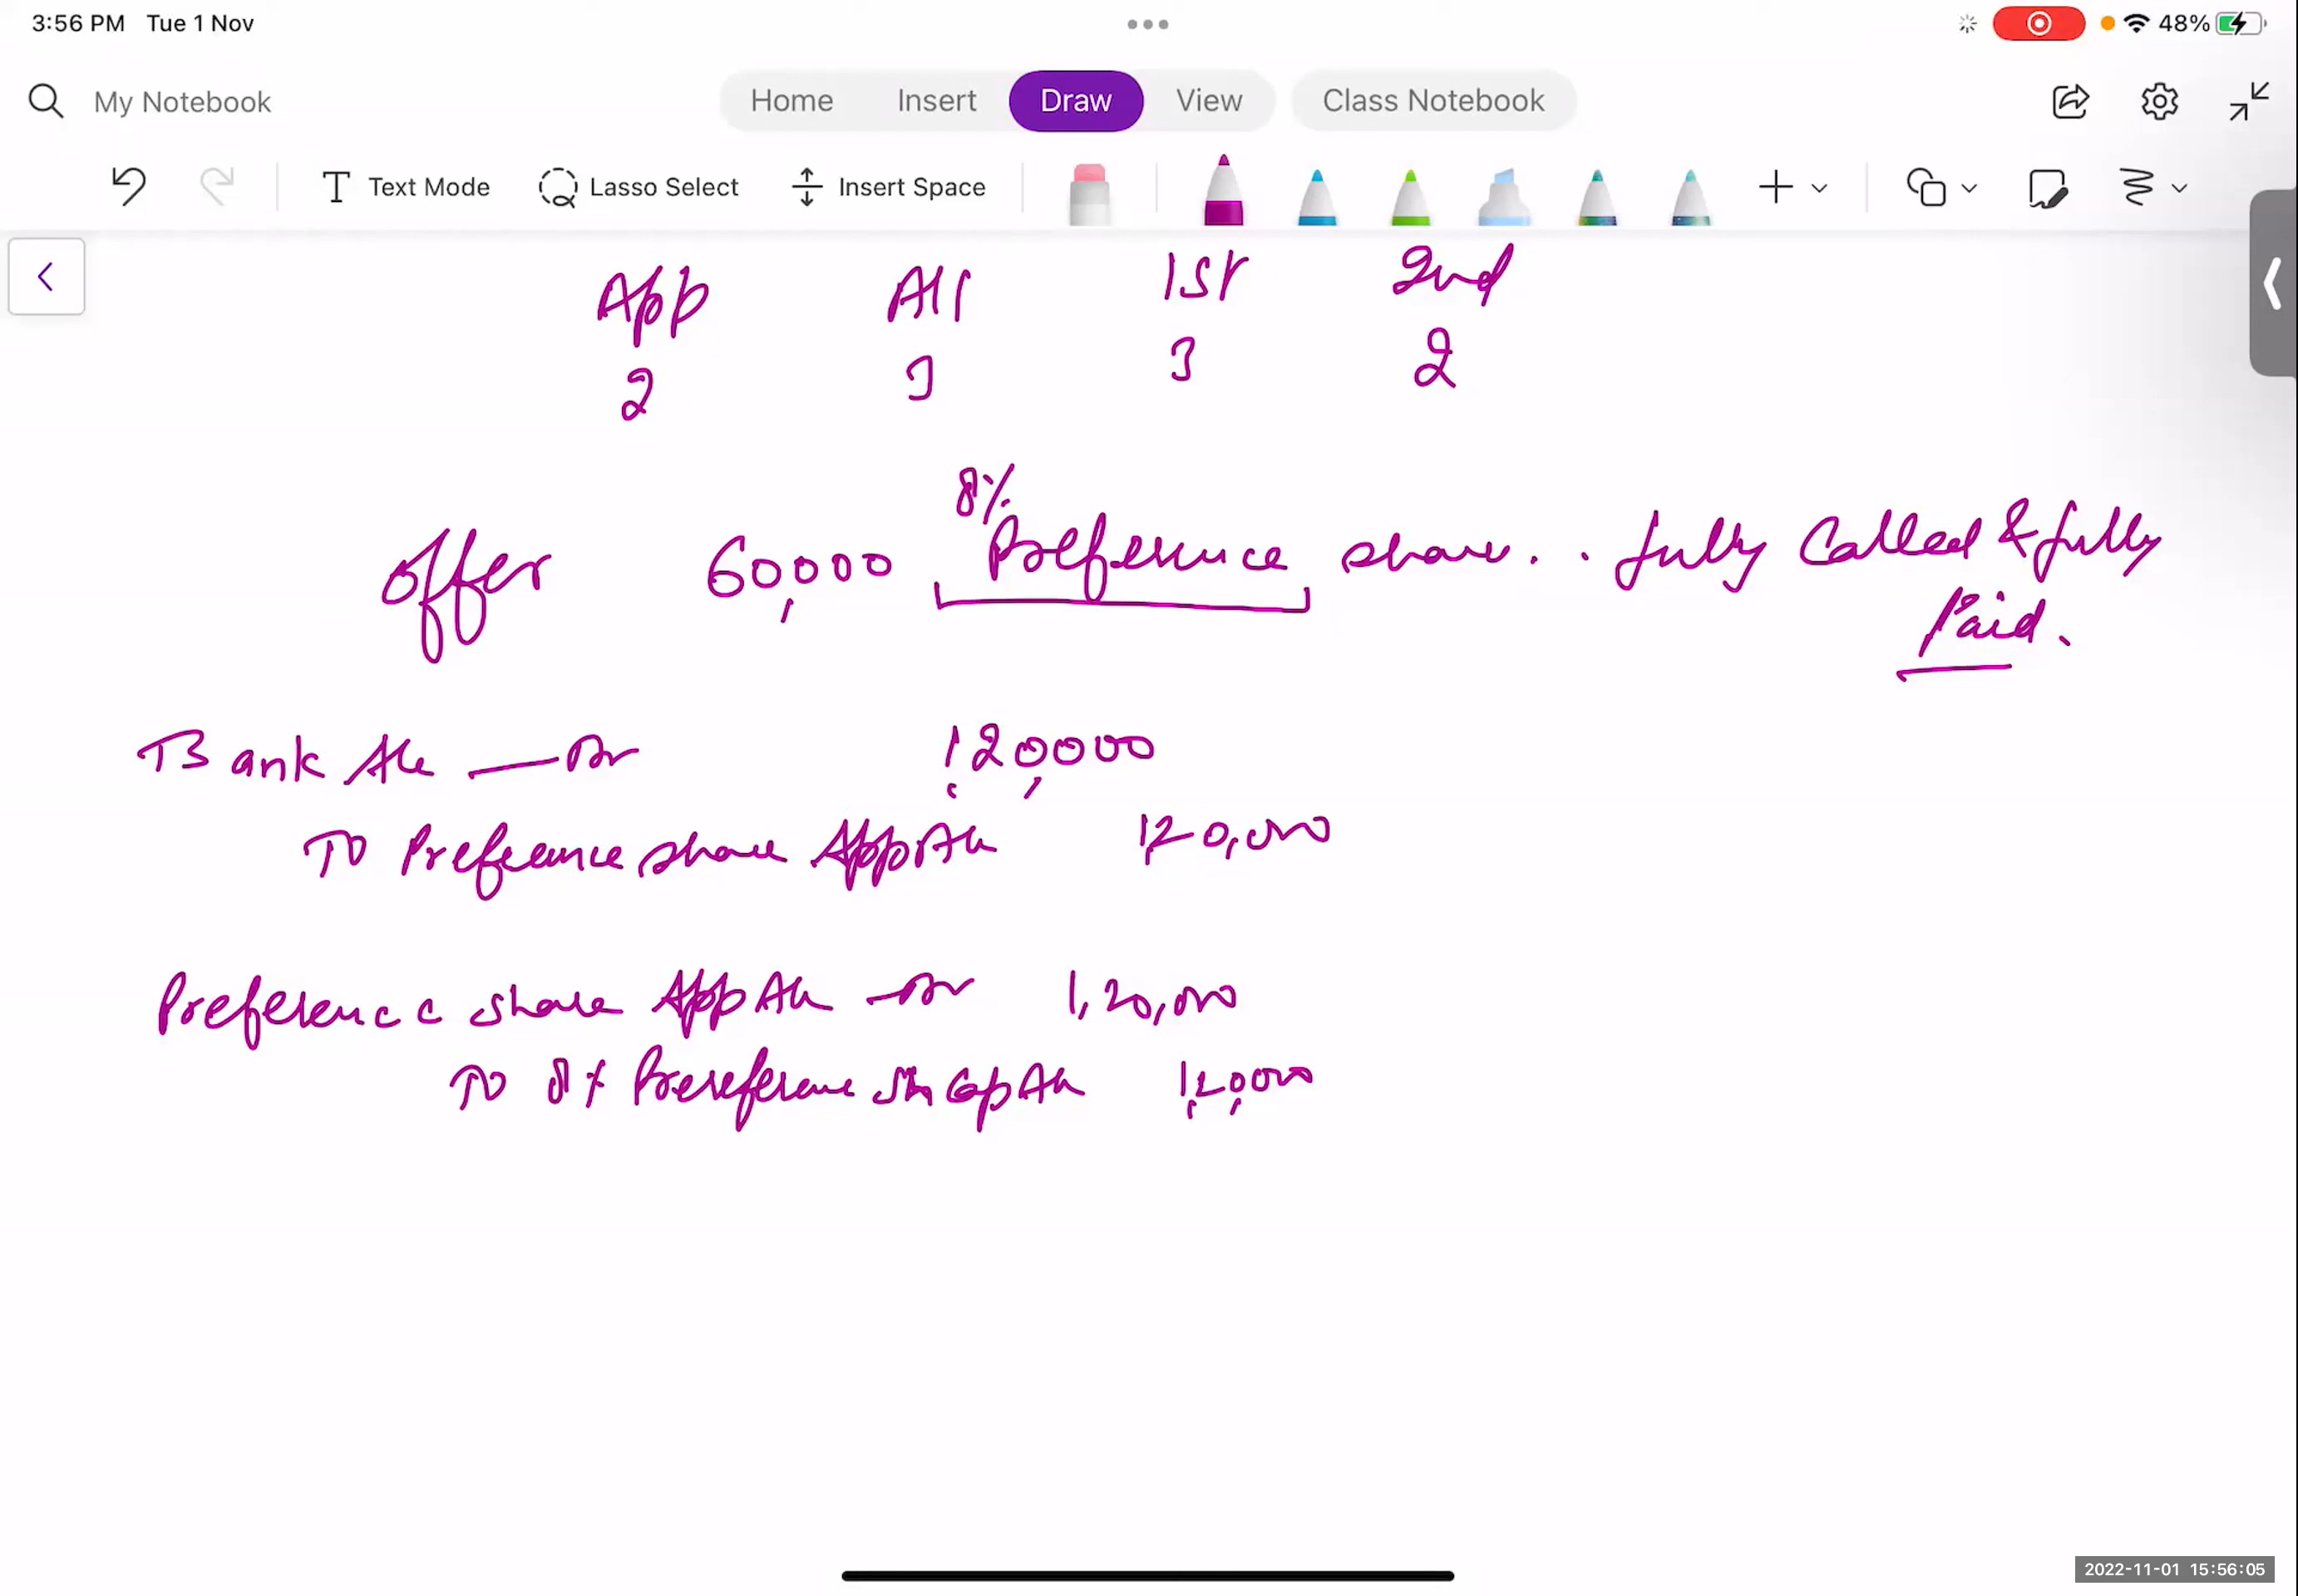 3:56 PM Tue 1 Nov
48%
My Notebook
Home Insert Draw View Class Notebook
Text Mode Lasso Select Insert Space
App All 1st 2nd
2 3 3 2
8%
Offer 60,000 Preference share. fully Called & fully
Paid.
Bank A/c — Dr 1,20,000
To Preference share App A/c 1,20,000
Preference share App A/c — Dr 1,20,000
To 8% Prereference Sh Cap A/c 1,20,000
2022-11-01 15:56:05